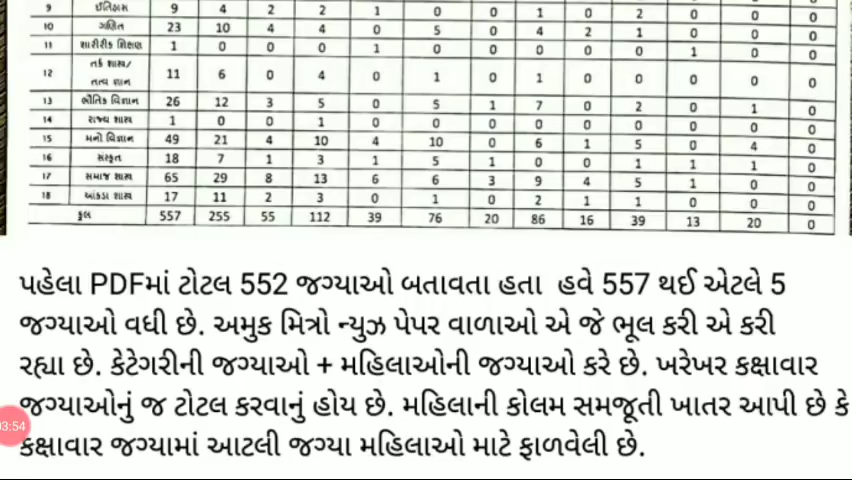 9 ઈતિહાસ 9 4 2 2 1 0 0 1 0 2 0 0 0
10 ગણિત 23 10 4 4 0 5 0 4 2 1 0 0 0
11 શારીરીક શિક્ષણ 1 0 0 0 1 0 0 0 0 0 1 0 0
12 તર્ક શાસ્ત્ર/ તત્વ જ્ઞાન 11 6 0 4 0 1 0 1 0 0 0 0 0
13 ભૌતિક વિજ્ઞાન 26 12 3 5 0 5 1 7 0 2 0 1 0
14 રાજ્ય શાસ્ત્ર 1 0 0 1 0 0 0 0 0 0 0 0 0
15 મનો વિજ્ઞાન 49 21 4 10 4 10 0 6 1 5 0 4 0
16 સંસ્કૃત 18 7 1 3 1 5 1 0 0 1 1 1 0
17 સમાજ શાસ્ત્ર 65 29 8 13 6 6 3 9 4 5 1 0 0
18 આંકડા શાસ્ત્ર 17 11 2 3 0 1 0 2 1 1 0 0 0
કુલ 557 255 55 112 39 76 20 86 16 39 13 20 0
પહેલા PDFમાં ટોટલ 552 જગ્યાઓ બતાવતા હતા હવે 557 થઈ એટલે 5
જગ્યાઓ વધી છે. અમુક મિત્રો ન્યુઝ પેપર વાળાઓ એ જે ભૂલ કરી એ કરી
રહ્યા છે. કેટેગરીની જગ્યાઓ + મહિલાઓની જગ્યાઓ કરે છે. ખરેખર કક્ષાવાર
જગ્યાઓનું જ ટોટલ કરવાનું હોય છે. મહિલાની કોલમ સમજૂતી ખાતર આપી છે કે
કક્ષાવાર જગ્યામાં આટલી જગ્યા મહિલાઓ માટે ફાળવેલી છે.
03:54